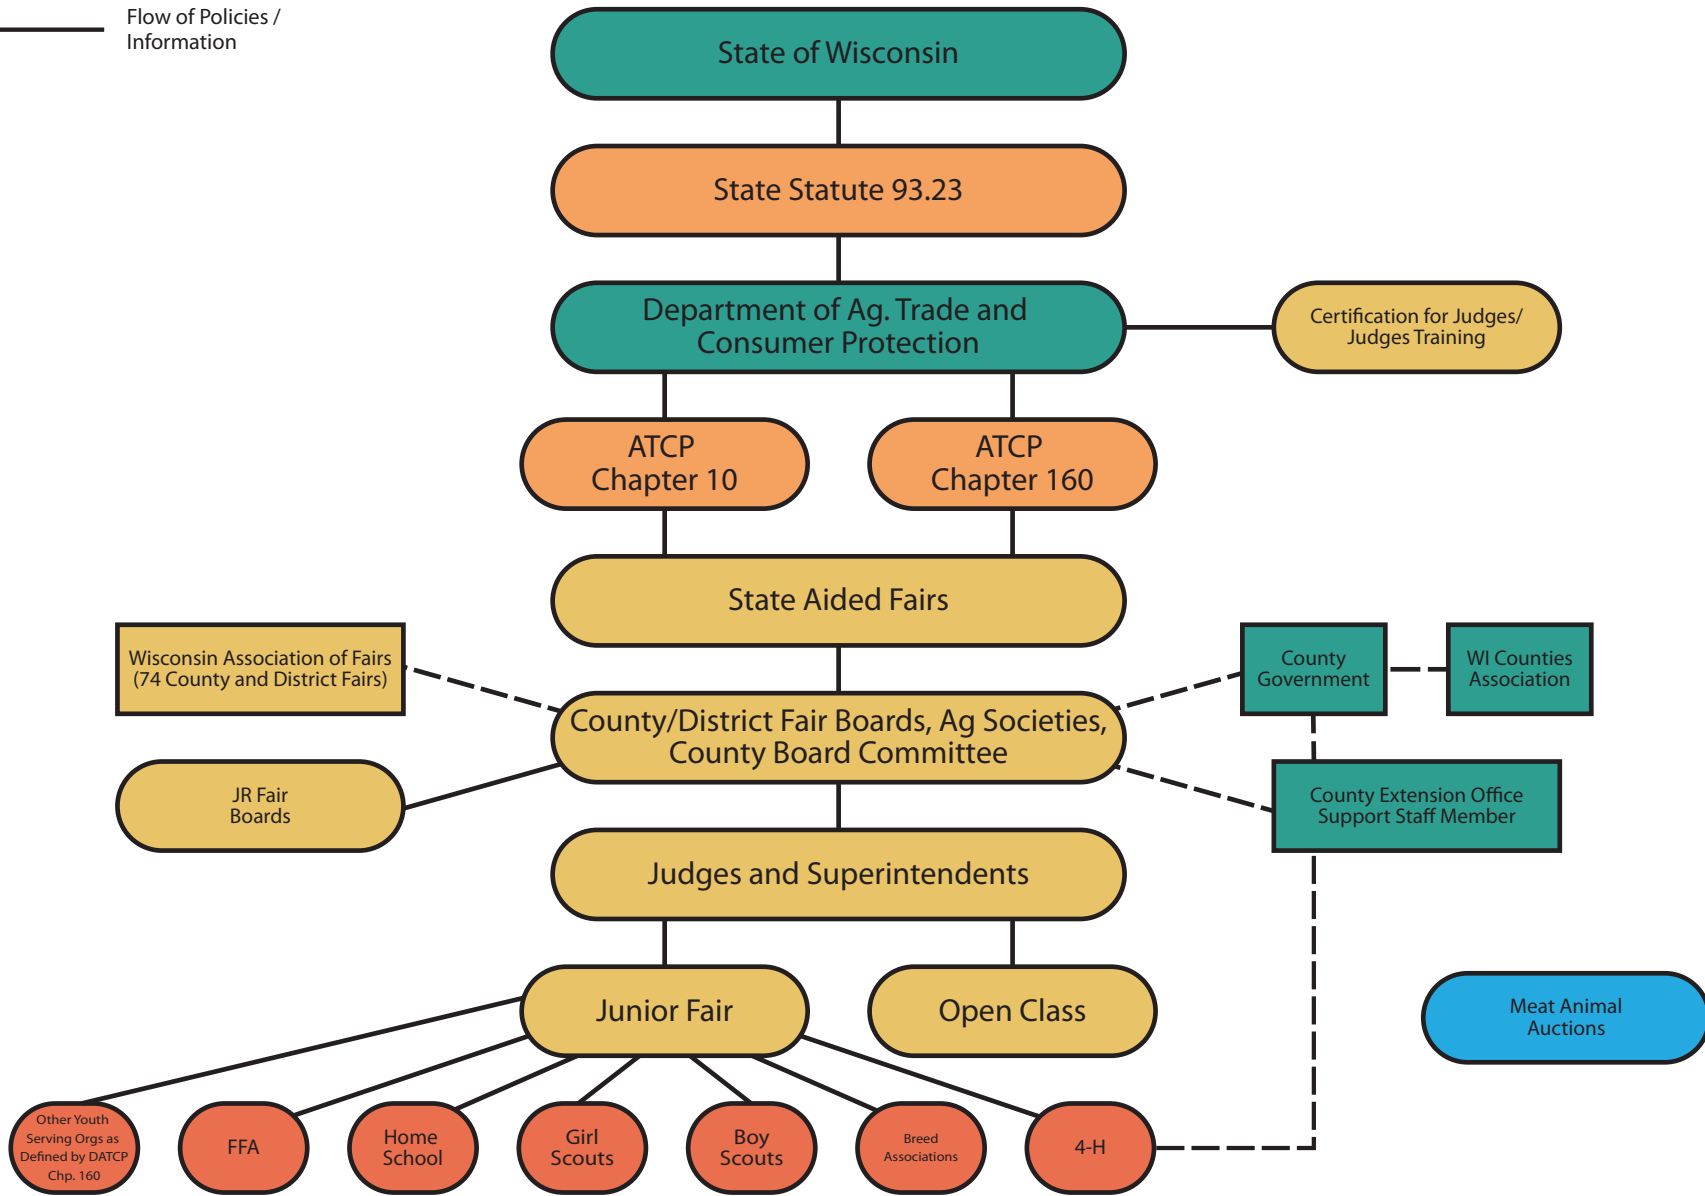 Flow of Policies /
Information
State of Wisconsin
State Statute 93.23
Department of Ag. Trade and
Consumer Protection
Certification for Judges/
Judges Training
ATCP
Chapter 10
ATCP
Chapter 160
State Aided Fairs
Wisconsin Association of Fairs
(74 County and District Fairs)
County
Government
WI Counties
Association
County/District Fair Boards, Ag Societies,
County Board Committee
JR Fair
Boards
County Extension Office
Support Staff Member
Judges and Superintendents
Junior Fair
Open Class
Meat Animal
Auctions
Other Youth
Serving Orgs as
Defined by DATCP
Chp. 160
FFA
Home
School
Girl
Scouts
Boy
Scouts
Breed
Associations
4-H